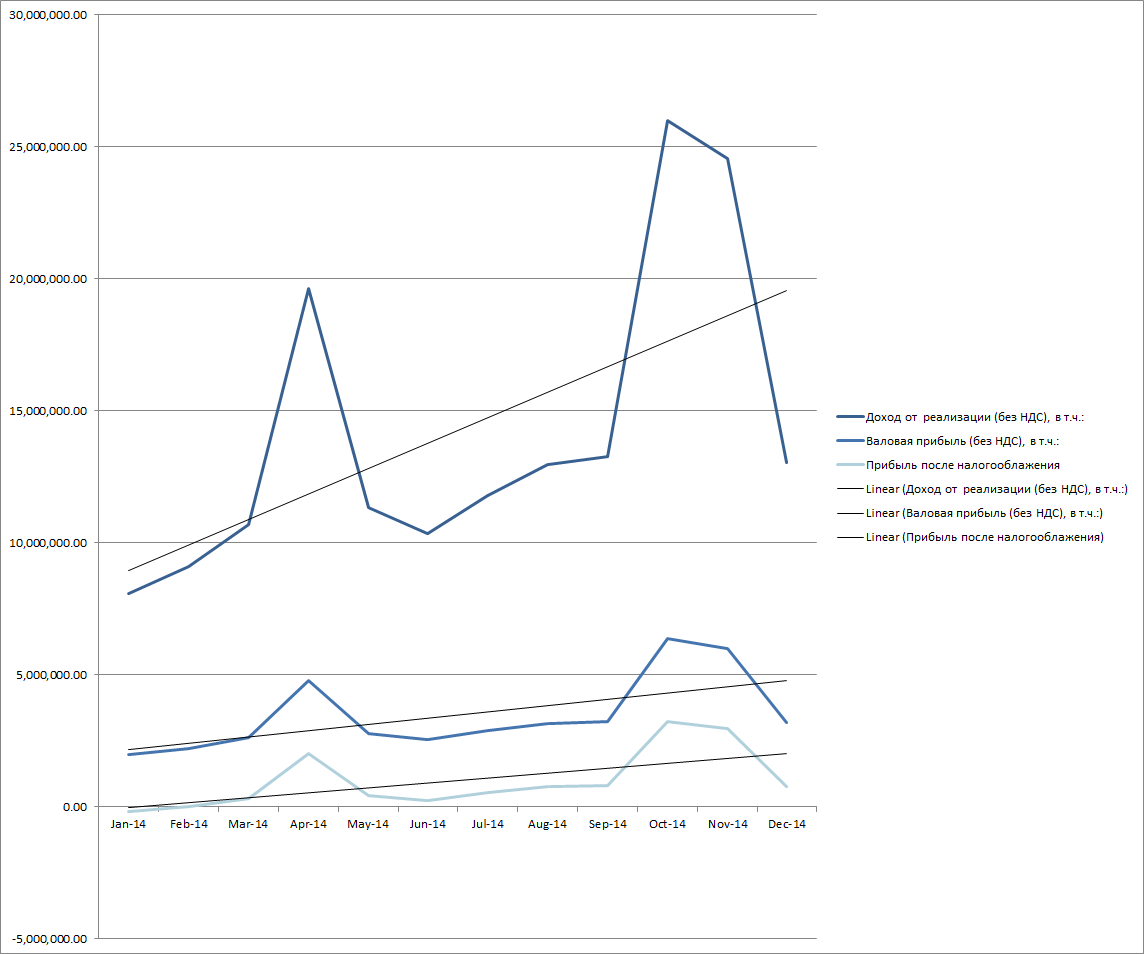 30,000,000.00
25,000,000.00
20,000,000.00
15,000,000.00
10,000,000.00
5,000,000.00
0.00
-5,000,000.00
Jan-14 Feb-14 Mar-14 Apr-14 May-14 Jun-14 Jul-14 Aug-14 Sep-14 Oct-14 Nov-14 Dec-14
Доход от реализации (без НДС), в т.ч.:
Валовая прибыль (без НДС), в т.ч.:
Прибыль после налогооблажения
Linear (Доход от реализации (без НДС), в т.ч.:)
Linear (Валовая прибыль (без НДС), в т.ч.:)
Linear (Прибыль после налогооблажения)